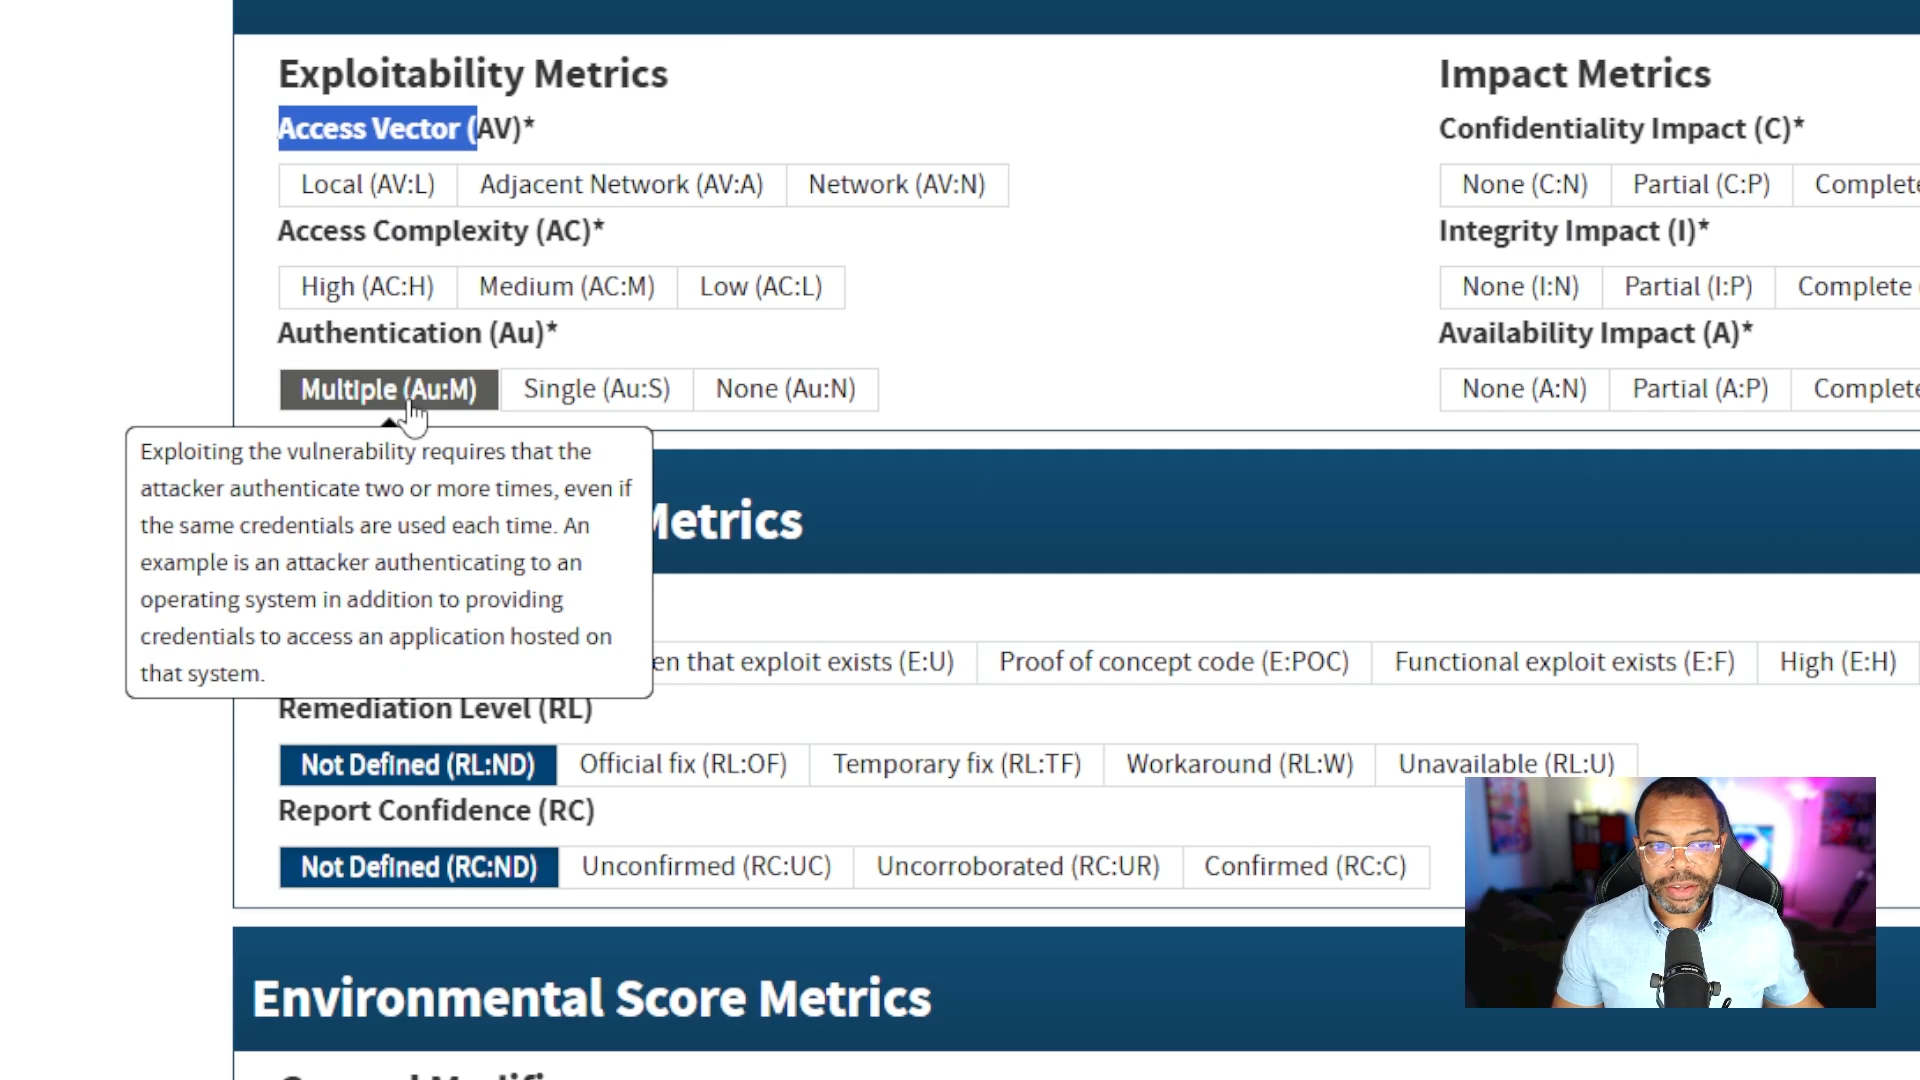 Exploitability Metrics
Access Vector (AV)*
Local (AV:L) Adjacent Network (AV:A) Network (AV:N)
Access Complexity (AC)*
High (AC:H) Medium (AC:M) Low (AC:L)
Authentication (Au)*
Multiple (Au:M) Single (Au:S) None (Au:N)
Exploiting the vulnerability requires that the
attacker authenticate two or more times, even if
the same credentials are used each time. An
example is an attacker authenticating to an
operating system in addition to providing
credentials to access an application hosted on
that system.
Impact Metrics
Confidentiality Impact (C)*
None (C:N) Partial (C:P) Complete
Integrity Impact (I)*
None (I:N) Partial (I:P) Complete (
Availability Impact (A)*
None (A:N) Partial (A:P) Complete
Metrics
en that exploit exists (E:U) Proof of concept code (E:POC) Functional exploit exists (E:F) High (E:H)
Remediation Level (RL)
Not Defined (RL:ND) Official fix (RL:OF) Temporary fix (RL:TF) Workaround (RL:W) Unavailable (RL:U)
Report Confidence (RC)
Not Defined (RC:ND) Unconfirmed (RC:UC) Uncorroborated (RC:UR) Confirmed (RC:C)
Environmental Score Metrics